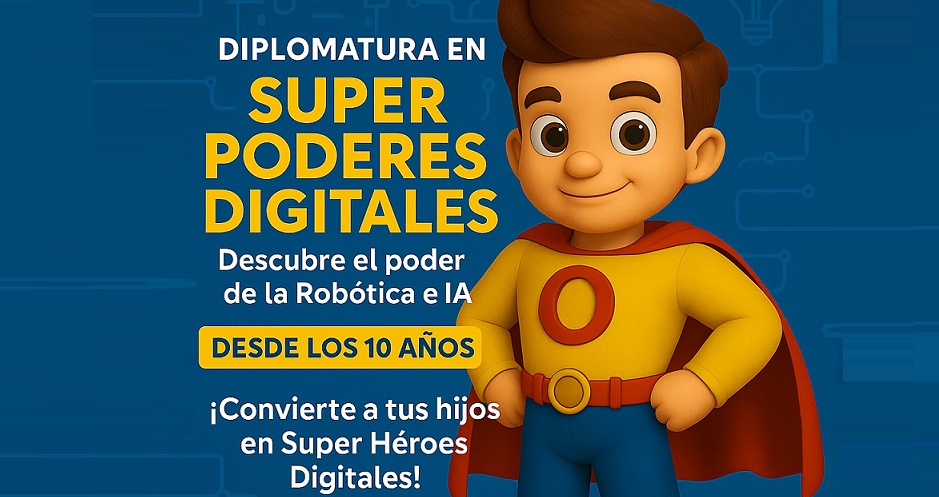 DIPLOMATURA EN
SUPER
PODERES
DIGITALES
Descubre el poder
de la Robótica e IA
DESDE LOS 10 AÑOS
¡Convierte a tus hijos
en Super Héroes
Digitales!
O